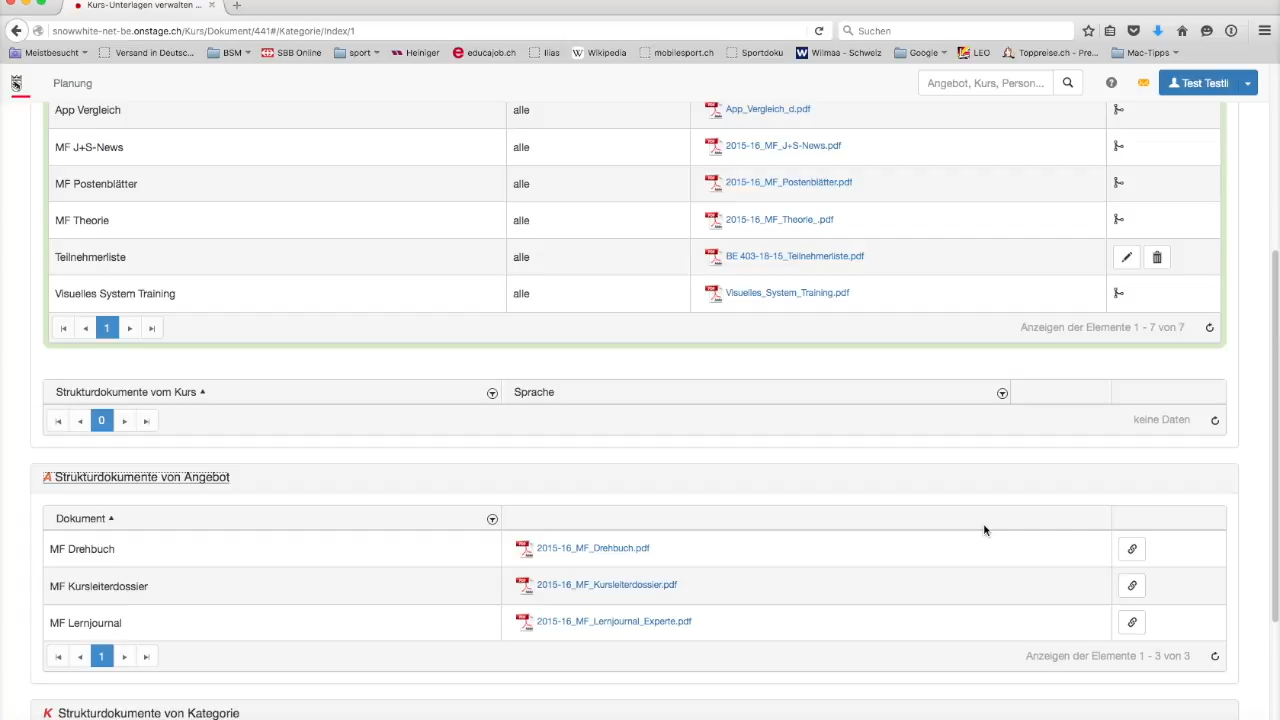 Kurs-Unterlagen verwalten ...
snowwhite-net-be.onstage.ch/Kurs/Dokument/441#/Kategorie/Index/1
Suchen
Meistbesucht Versand in Deutsc... BSM SBB Online sport Heiniger educajob.ch Ilias Wikipedia mobilesport.ch Sportdoku Wilmaa - Schweiz Google LEO Toppreise.ch - Pre... Mac-Tipps
Planung
Angebot, Kurs, Person...
Test Testli
App Vergleich alle App_Vergleich_d.pdf
MF J+S-News alle 2015-16_MF_J+S-News.pdf
MF Postenblätter alle 2015-16_MF_Postenblätter.pdf
MF Theorie alle 2015-16_MF_Theorie_.pdf
Teilnehmerliste alle BE 403-18-15_Teilnehmerliste.pdf
Visuelles System Training alle Visuelles_System_Training.pdf
1 Anzeigen der Elemente 1 - 7 von 7
Strukturdokumente vom Kurs Sprache
0 keine Daten
A Strukturdokumente von Angebot
Dokument
MF Drehbuch 2015-16_MF_Drehbuch.pdf
MF Kursleiterdossier 2015-16_MF_Kursleiterdossier.pdf
MF Lernjournal 2015-16_MF_Lernjournal_Experte.pdf
1 Anzeigen der Elemente 1 - 3 von 3
K Strukturdokumente von Kategorie